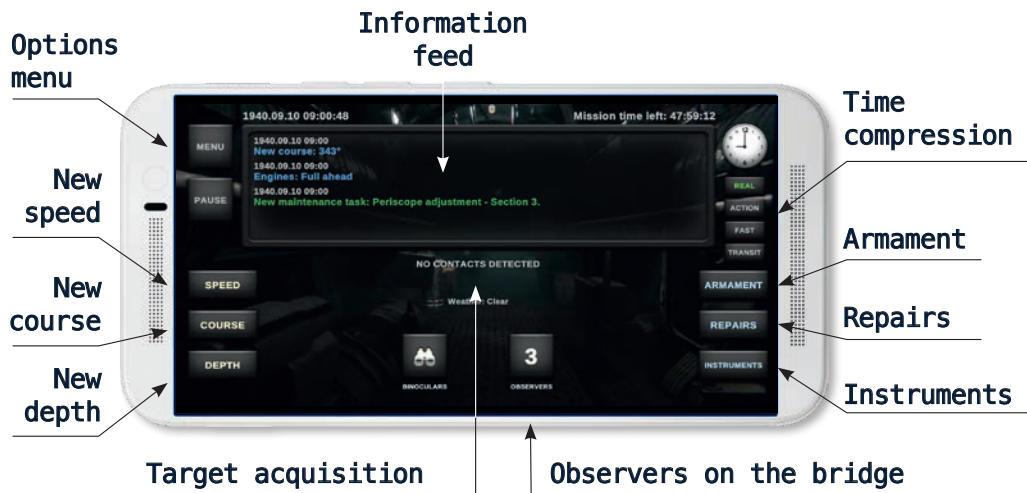 Options
menu
Information
feed
Time
compression
New
speed
New
course
New
depth
Armament
Repairs
Instruments
1940.09.10 09:00:48
Mission time left: 47:59:12
MENU
1940.09.10 09:00
New course: 343°
1940.09.10 09:00
Engines: Full ahead
1940.09.10 09:00
New maintenance task: Periscope adjustment - Section 3.
PAUSE
REAL
ACTION
FAST
TRANSIT
NO CONTACTS DETECTED
SPEED
ARMAMENT
Weather: Clear
COURSE
REPAIRS
DEPTH
3
INSTRUMENTS
BINOCULARS
OBSERVERS
Target acquisition
Observers on the bridge